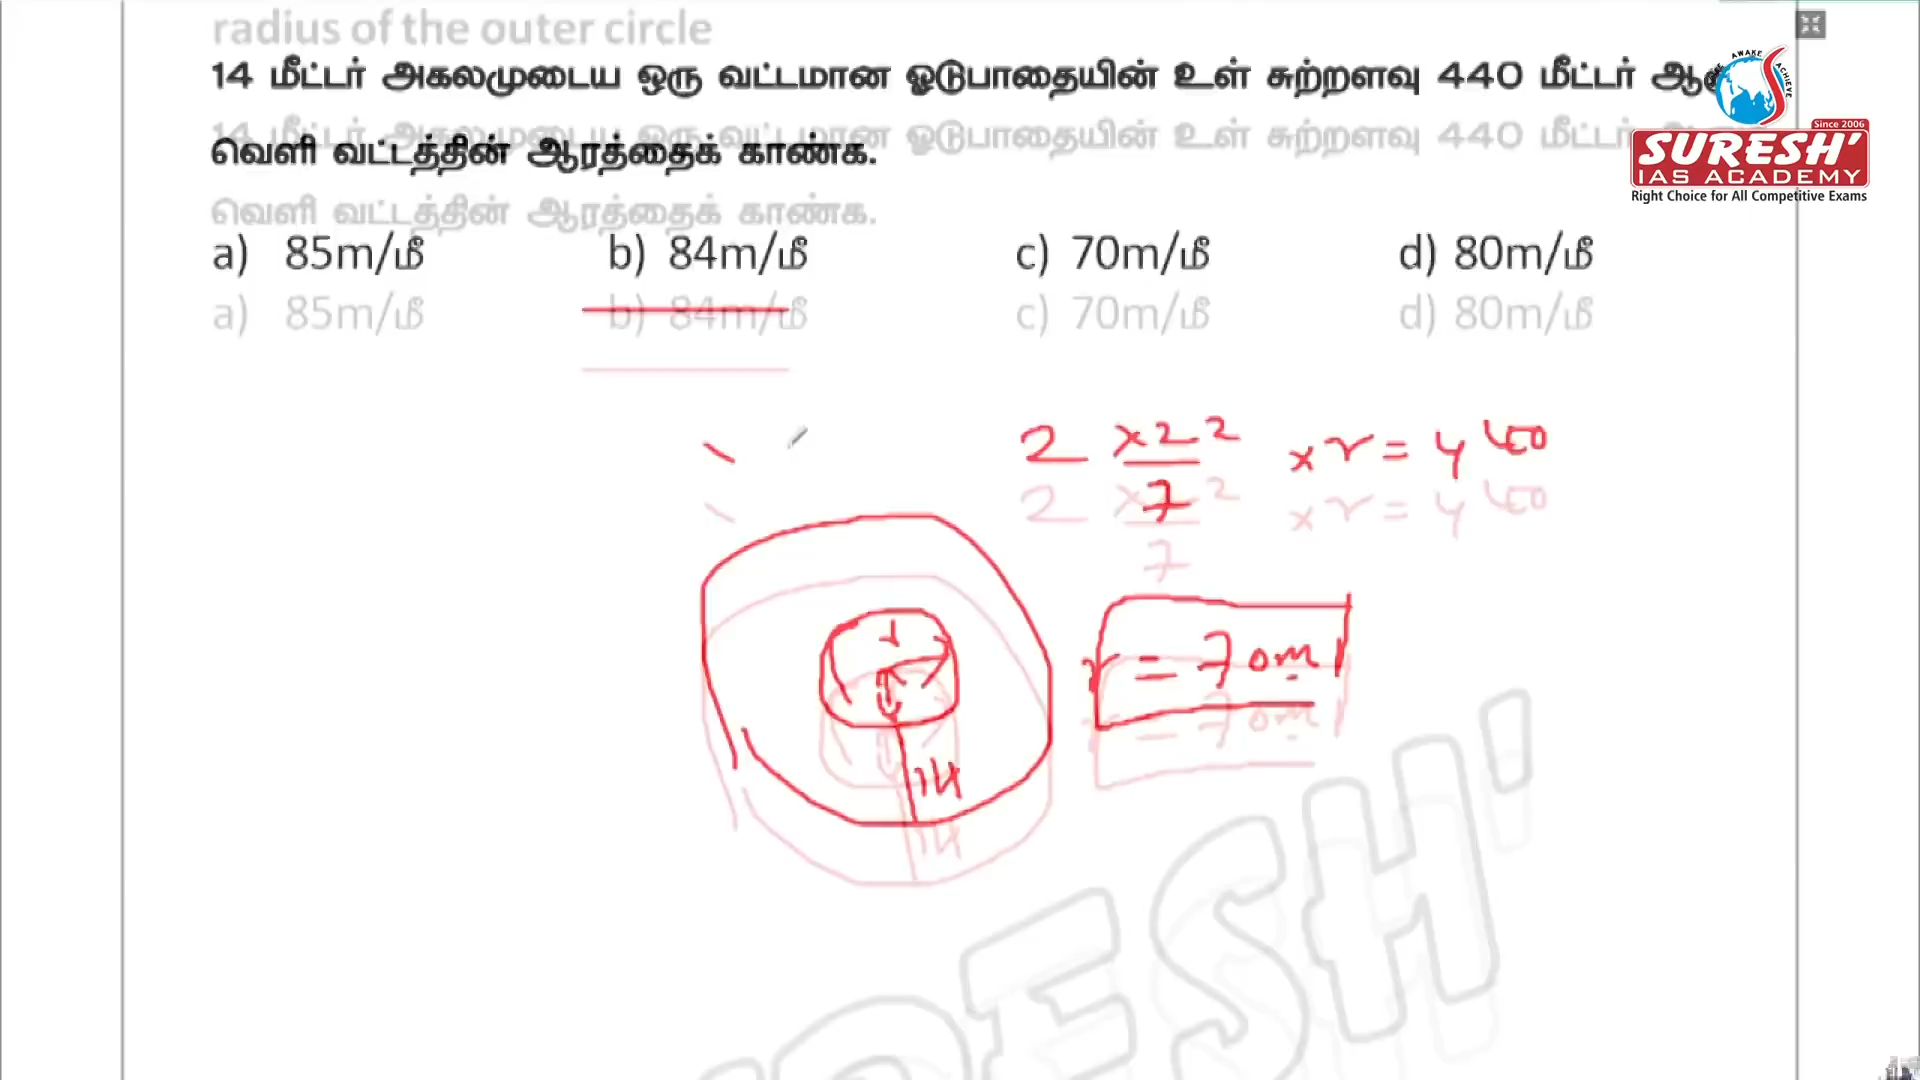 radius of the outer circle
14 மீட்டர் அகலமுடைய ஒரு வட்டமான ஓடுபாதையின் உள் சுற்றளவு 440 மீட்டர்
வெளி வட்டத்தின் ஆரத்தைக் காண்க.
a) 85m/மீ b) 84m/மீ c) 70m/மீ d) 80m/மீ
2 × 22/7 × r = 440
r = 70m
r
14
AWAKE ACHIEVE
Since 2006
SURESH'
IAS ACADEMY
Right Choice for All Competitive Exams
SURESH'